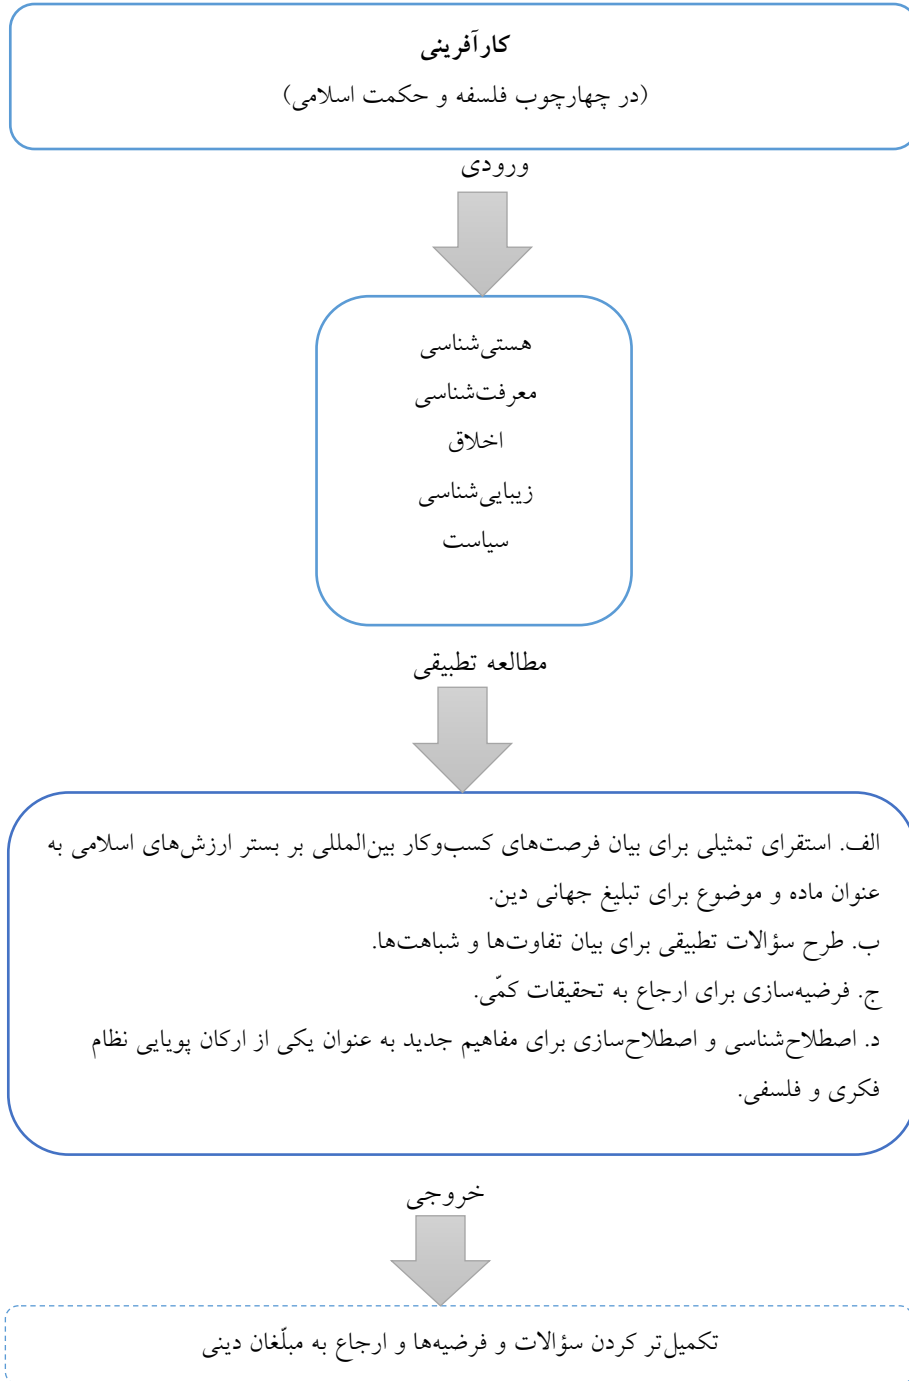 کارآفرینی
(در چهارچوب فلسفه و حکمت اسلامی)
ورودی
هستی‌شناسی
معرفت‌شناسی
اخلاق
زیبایی‌شناسی
سیاست
مطالعه تطبیقی
الف. استقرای تمثیلی برای بیان فرصت‌های کسب‌وکار بین‌المللی بر بستر ارزش‌های اسلامی به
عنوان ماده و موضوع برای تبلیغ جهانی دین.
ب. طرح سؤالات تطبیقی برای بیان تفاوت‌ها و شباهت‌ها.
ج. فرضیه‌سازی برای ارجاع به تحقیقات کمّی.
د. اصطلاح‌شناسی و اصطلاح‌سازی برای مفاهیم جدید به عنوان یکی از ارکان پویایی نظام
فکری و فلسفی.
خروجی
تکمیل‌تر کردن سؤالات و فرضیه‌ها و ارجاع به مبلّغان دینی